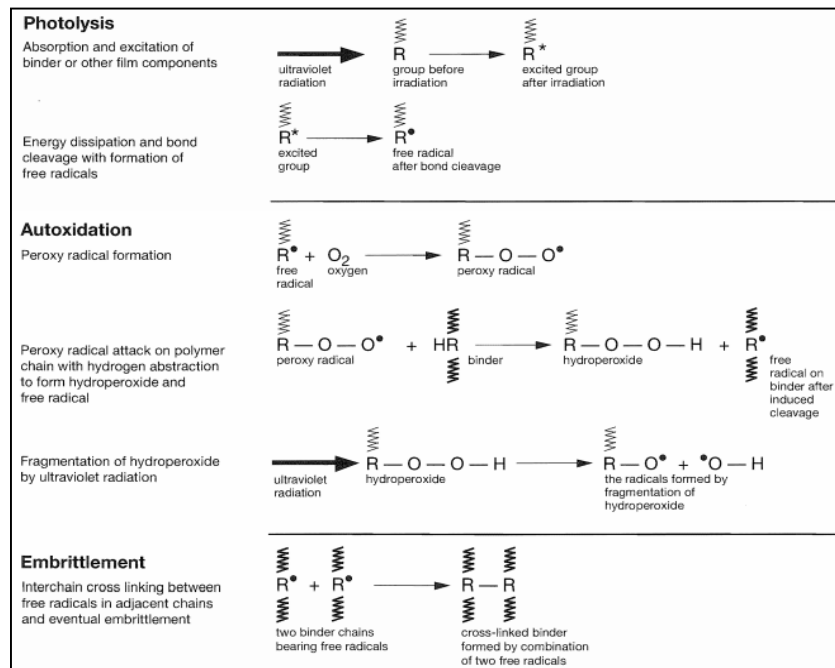 Photolysis
Absorption and excitation of
binder or other film components
ultraviolet
radiation
R
group before
irradiation
R*
excited group
after irradiation
Energy dissipation and bond
cleavage with formation of
free radicals
R*
excited
group
R•
free radical
after bond cleavage
Autoxidation
Peroxy radical formation
R• + O2
free
radical
oxygen
R — O — O•
peroxy radical
Peroxy radical attack on polymer
chain with hydrogen abstraction
to form hydroperoxide and
free radical
R — O — O• + HR
peroxy radical
binder
R — O — O — H + R•
hydroperoxide
free
radical on
binder after
induced
cleavage
Fragmentation of hydroperoxide
by ultraviolet radiation
ultraviolet
radiation
R — O — O — H
hydroperoxide
R — O• + •O — H
the radicals formed by
fragmentation of
hydroperoxide
Embrittlement
Interchain cross linking between
free radicals in adjacent chains
and eventual embrittlement
R• + R•
two binder chains
bearing free radicals
R — R
cross-linked binder
formed by combination
of two free radicals